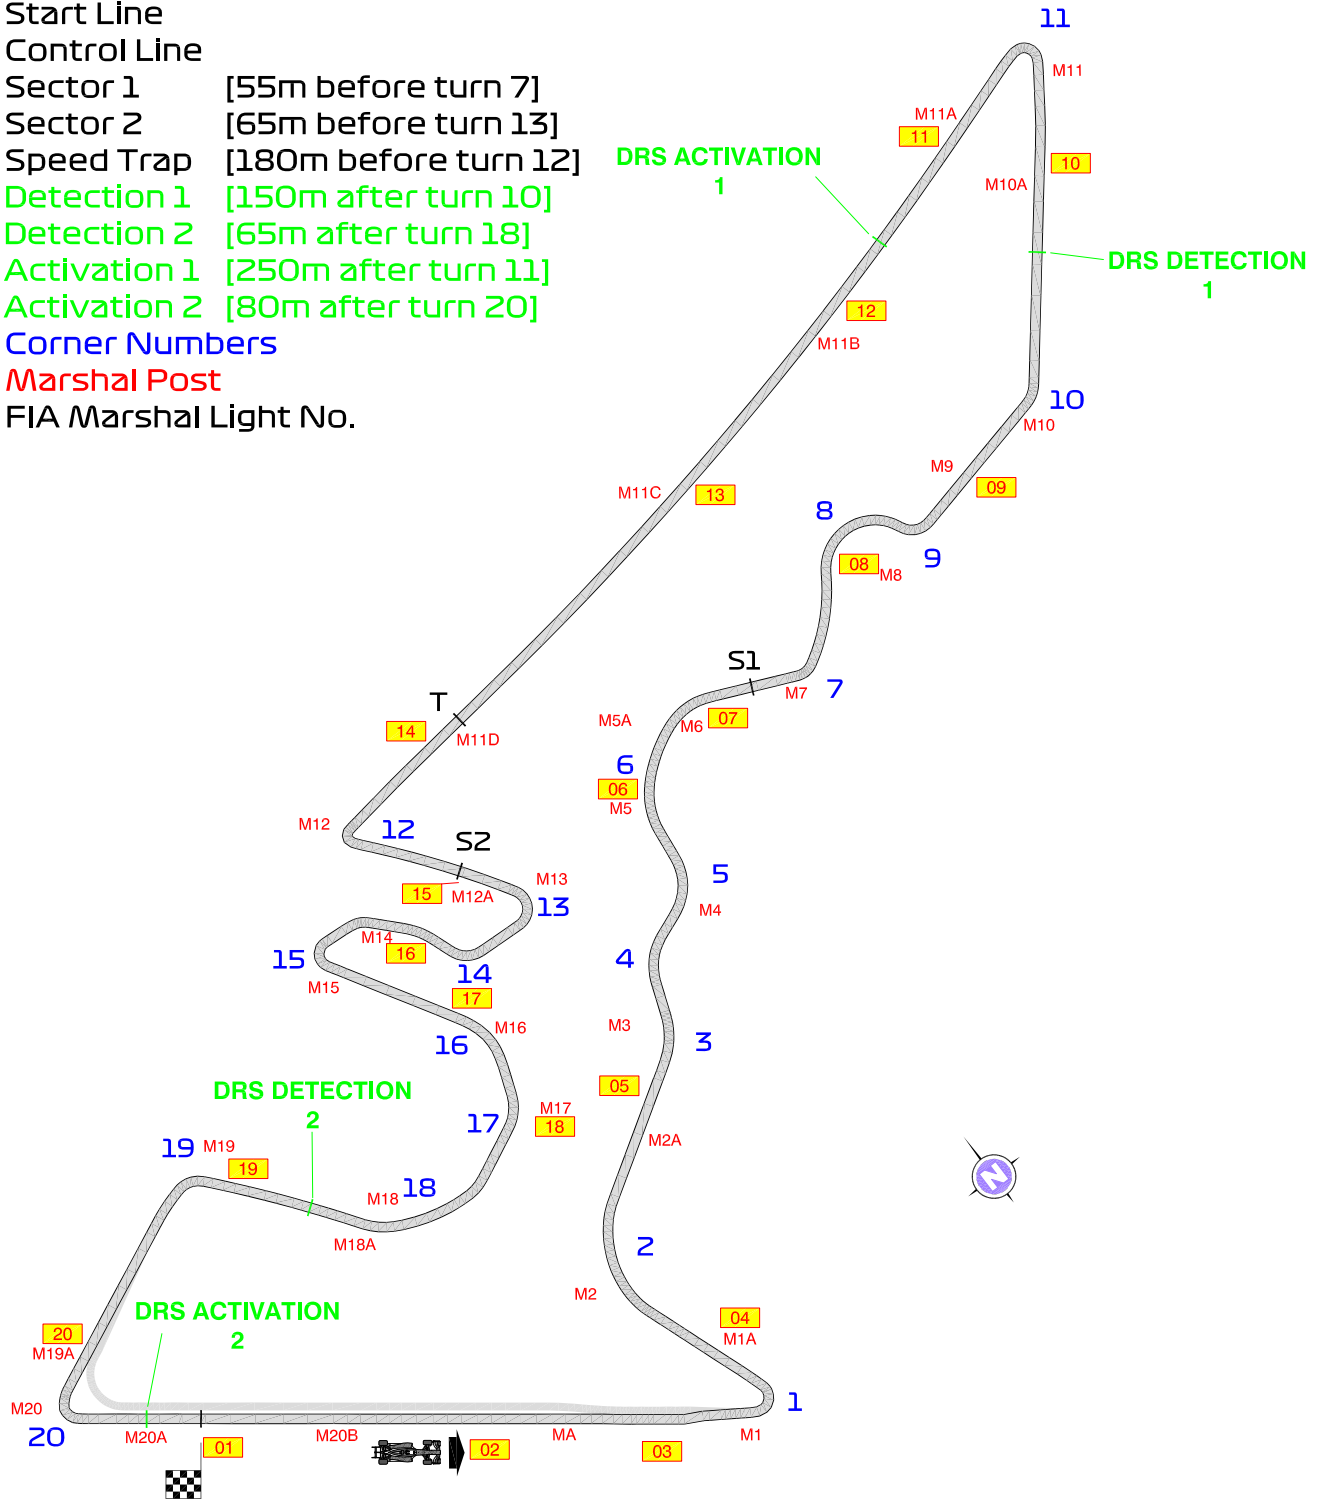 Start Line
Control Line
Sector 1 [55m before turn 7]
Sector 2 [65m before turn 13]
Speed Trap [180m before turn 12]
Detection 1 [150m after turn 10]
Detection 2 [65m after turn 18]
Activation 1 [250m after turn 11]
Activation 2 [80m after turn 20]
Corner Numbers
Marshal Post
FIA Marshal Light No.
11
M11
M11A
11
DRS ACTIVATION
1
10
M10A
DRS DETECTION
1
12
M11B
10
M10
M9
09
M11C
13
8
9
08
M8
S1
7
M7
T
14
M11D
M5A
M6
07
6
06
M5
M12
12
S2
15
M12A
M13
13
5
M4
M14
16
15
M15
14
17
4
M16
16
M3
3
05
DRS DETECTION
2
M17
18
17
M2A
19
M19
19
M18
18
M18A
N
2
M2
DRS ACTIVATION
2
04
M1A
20
M19A
M20
20
M20A
01
M20B
02
MA
03
M1
1